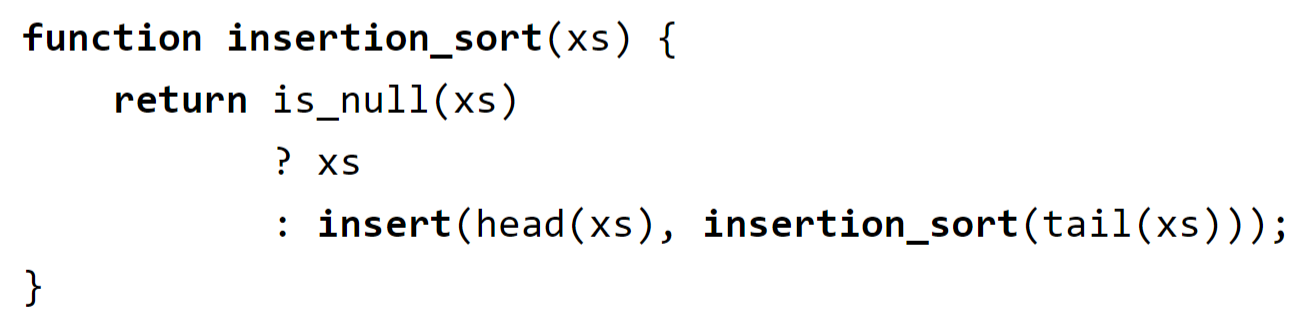 function insertion_sort(xs) {
    return is_null(xs)
           ? xs
           : insert(head(xs), insertion_sort(tail(xs)));
}